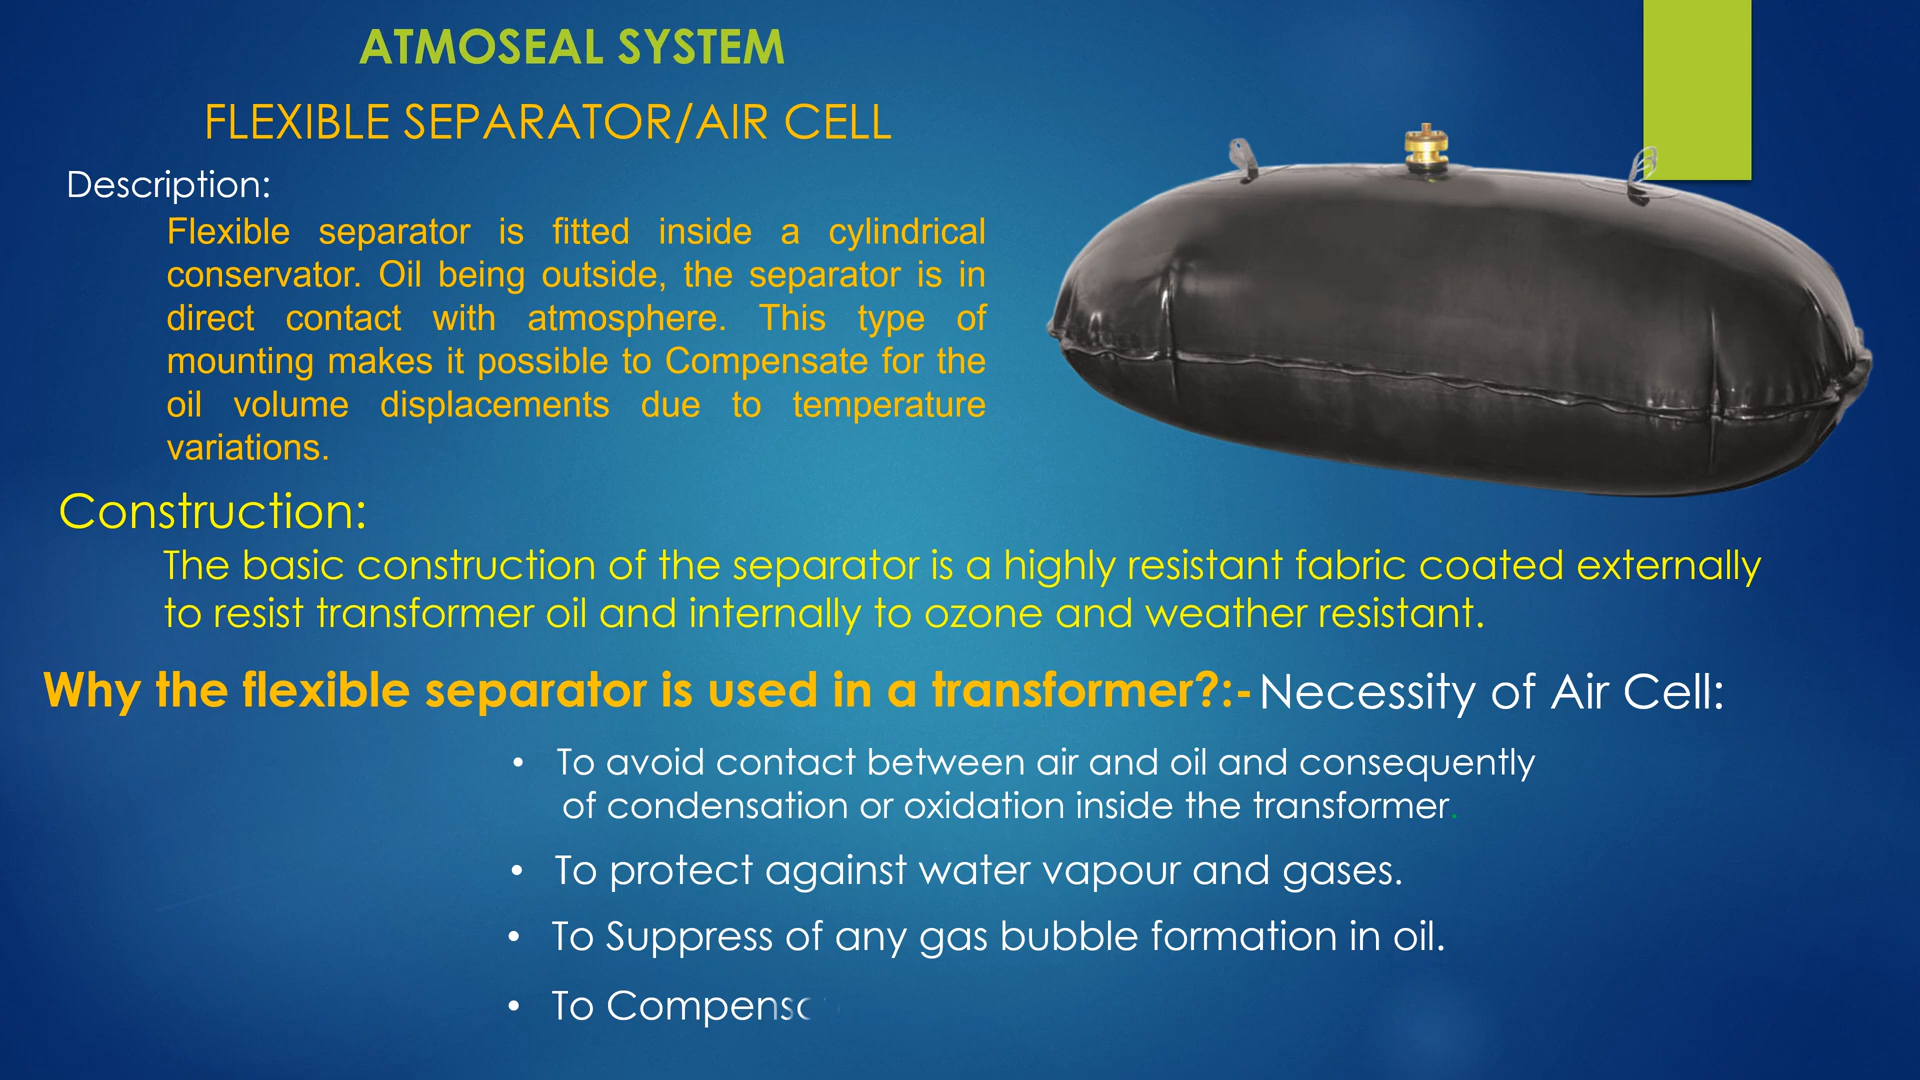 ATMOSEAL SYSTEM
FLEXIBLE SEPARATOR/AIR CELL
Description:
Flexible separator is fitted inside a cylindrical
conservator. Oil being outside, the separator is in
direct contact with atmosphere. This type of
mounting makes it possible to Compensate for the
oil volume displacements due to temperature
variations.
Construction:
The basic construction of the separator is a highly resistant fabric coated externally
to resist transformer oil and internally to ozone and weather resistant.
Why the flexible separator is used in a transformer?:- Necessity of Air Cell:
• To avoid contact between air and oil and consequently
of condensation or oxidation inside the transformer.
• To protect against water vapour and gases.
• To Suppress of any gas bubble formation in oil.
• To